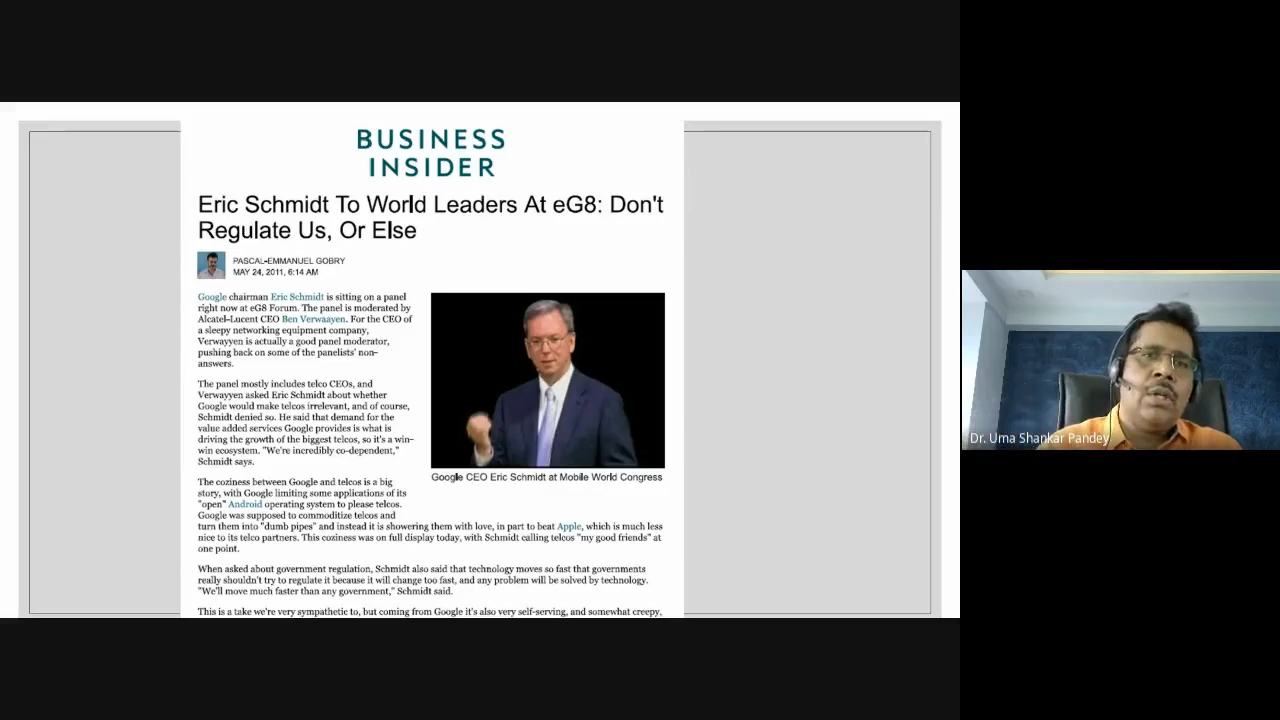 BUSINESS
INSIDER
Eric Schmidt To World Leaders At eG8: Don't
Regulate Us, Or Else
PASCAL-EMMANUEL GOBRY
MAY 24, 2011, 6:14 AM
Google chairman Eric Schmidt is sitting on a panel
right now at eG8 Forum. The panel is moderated by
Alcatel-Lucent CEO Ben Verwaayen. For the CEO of
a sleepy networking equipment company,
Verwayyen is actually a good panel moderator,
pushing back on some of the panelists' non-
answers.
The panel mostly includes telco CEOs, and
Verwaayen asked Eric Schmidt about whether
Google would make telcos irrelevant, and of course,
Schmidt denied so. He said that demand for the
value added services Google provides is what is
driving the growth of the biggest telcos, so it's a win-
win ecosystem. "We're incredibly co-dependent,"
Schmidt says.
The coziness between Google and telcos is a big
story, with Google limiting some applications of its
"open" Android operating system to please telcos.
Google was supposed to commoditize telcos and
turn them into "dumb pipes" and instead it is showering them with love, in part to beat Apple, which is much less
nice to its telco partners. This coziness was on full display today, with Schmidt calling telcos "my good friends" at
one point.
Google CEO Eric Schmidt at Mobile World Congress
When asked about government regulation, Schmidt also said that technology moves so fast that governments
really shouldn't try to regulate it because it will change too fast, and any problem will be solved by technology.
"We'll move much faster than any government," Schmidt said.
This is a take we're very sympathetic to, but coming from Google it's also very self-serving, and somewhat creepy,
Dr. Uma Shankar Pandey